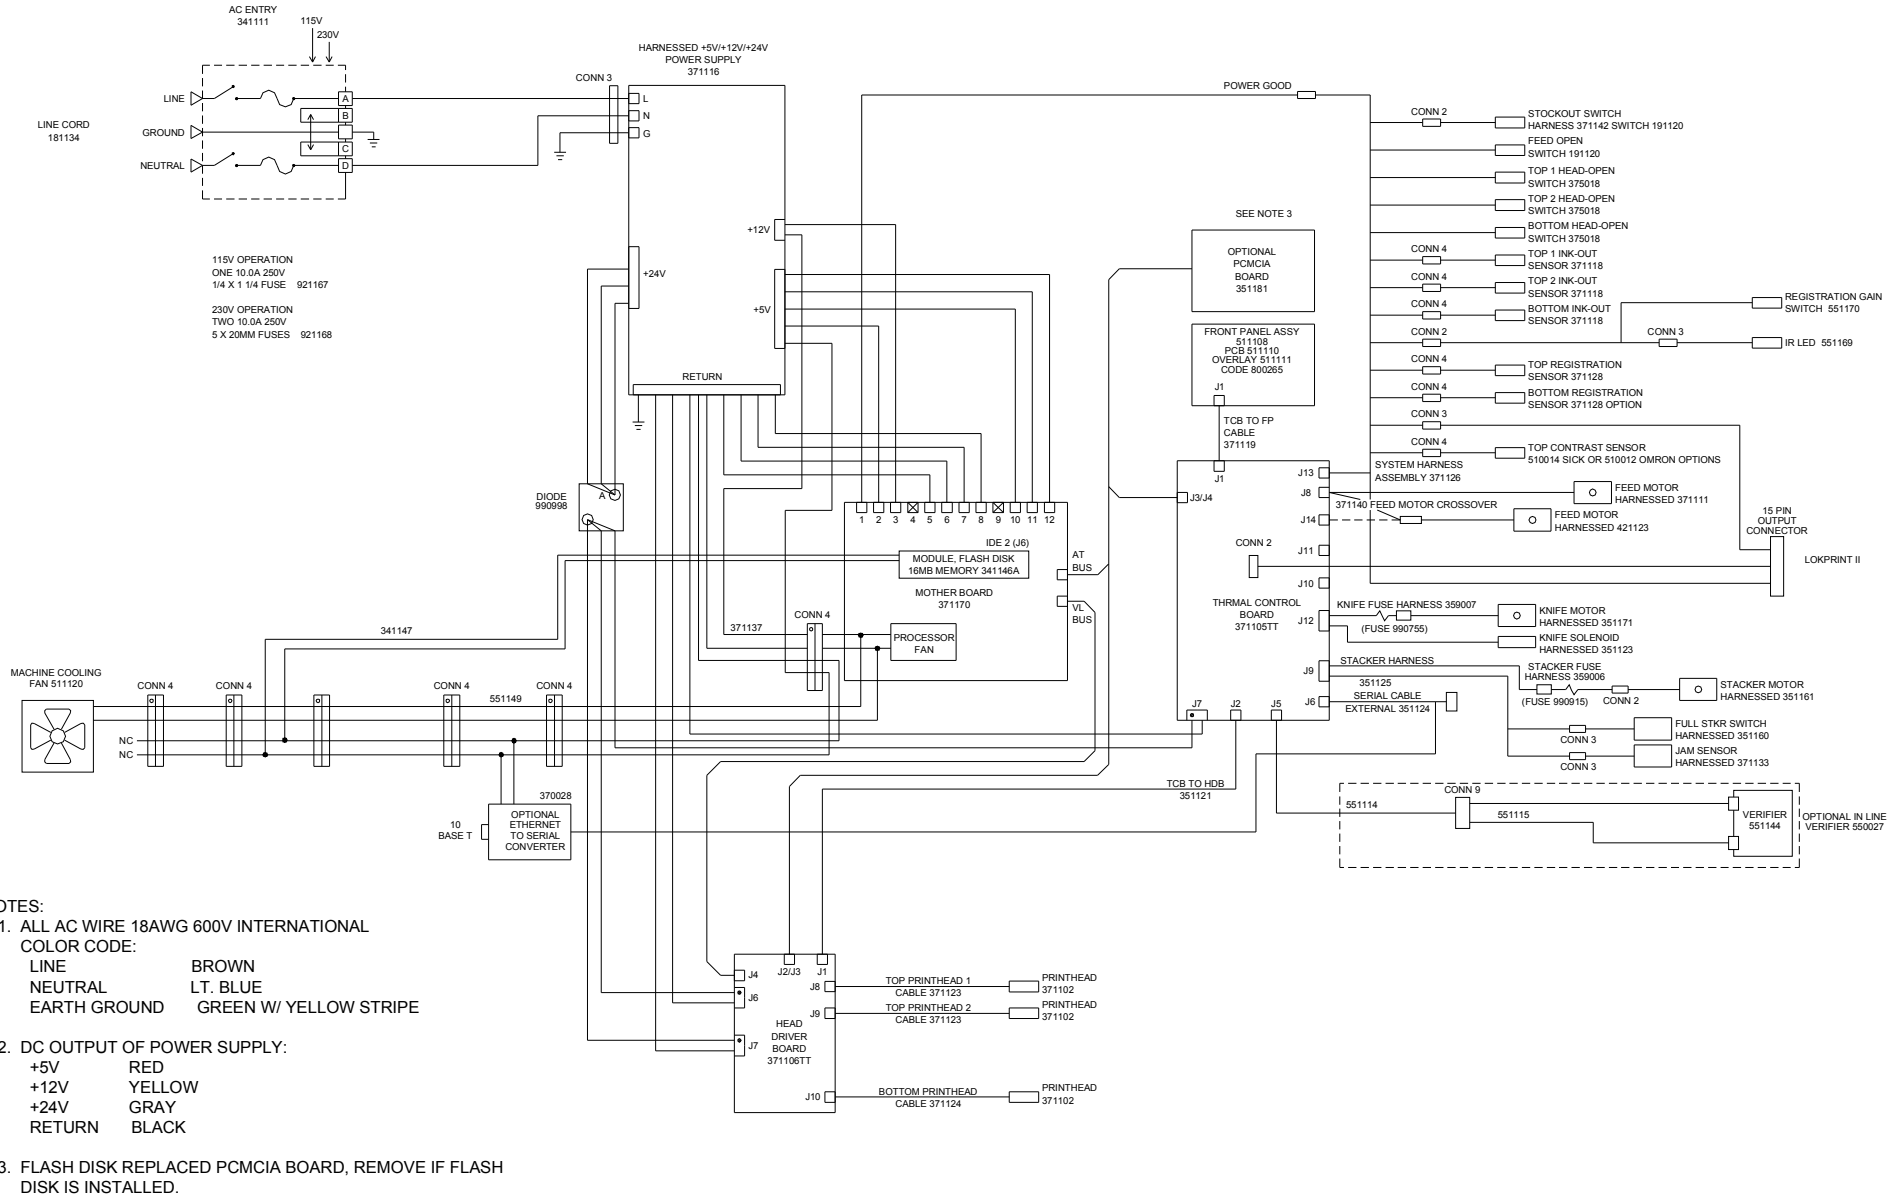 AC ENTRY
341111
115V
230V
LINE
GROUND
NEUTRAL
LINE CORD
181134
A
B
C
D
115V OPERATION
ONE 10.0A 250V
1/4 X 1 1/4 FUSE 921167
230V OPERATION
TWO 10.0A 250V
5 X 20MM FUSES 921168
HARNESSED +5V/+12V/+24V
POWER SUPPLY
371116
CONN 3
L
N
G
+12V
+24V
+5V
RETURN
DIODE
990998
A
POWER GOOD
SEE NOTE 3
OPTIONAL
PCMCIA
BOARD
351181
FRONT PANEL ASSY
511108
PCB 511110
OVERLAY 511111
CODE 800265
J1
TCB TO FP
CABLE
371119
CONN 2
STOCKOUT SWITCH
HARNESS 371142 SWITCH 191120
FEED OPEN
SWITCH 191120
TOP 1 HEAD-OPEN
SWITCH 375018
TOP 2 HEAD-OPEN
SWITCH 375018
BOTTOM HEAD-OPEN
SWITCH 375018
CONN 4
TOP 1 INK-OUT
SENSOR 371118
CONN 4
TOP 2 INK-OUT
SENSOR 371118
CONN 4
BOTTOM INK-OUT
SENSOR 371118
REGISTRATION GAIN
SWITCH 551170
CONN 2
CONN 3
IR LED 551169
CONN 4
TOP REGISTRATION
SENSOR 371128
CONN 4
BOTTOM REGISTRATION
SENSOR 371128 OPTION
CONN 3
CONN 4
TOP CONTRAST SENSOR
510014 SICK OR 510012 OMRON OPTIONS
SYSTEM HARNESS
ASSEMBLY 371126
J1
J3/J4
J13
J8
371140 FEED MOTOR CROSSOVER
FEED MOTOR
HARNESSED 371111
J14
FEED MOTOR
HARNESSED 421123
15 PIN
OUTPUT
CONNECTOR
LOKPRINT II
J11
CONN 2
J10
THRMAL CONTROL
BOARD
371105TT
J12
KNIFE FUSE HARNESS 359007
(FUSE 990755)
KNIFE MOTOR
HARNESSED 371171
KNIFE SOLENOID
HARNESSED 351123
J9
STACKER HARNESS
351125
STACKER FUSE
HARNESS 359006
(FUSE 990915)
CONN 2
STACKER MOTOR
HARNESSED 351161
J6
SERIAL CABLE
EXTERNAL 351124
FULL STKR SWITCH
HARNESSED 351160
CONN 3
JAM SENSOR
HARNESSED 371133
CONN 3
J7
J2
J5
1 2 3 4 5 6 7 8 9 10 11 12
IDE 2 (J6)
MODULE, FLASH DISK
16MB MEMORY 341146A
AT
BUS
MOTHER BOARD
371170
VL
BUS
CONN 4
371137
PROCESSOR
FAN
341147
MACHINE COOLING
FAN 511120
CONN 4
CONN 4
CONN 4
551149
CONN 4
NC
NC
370028
10
BASE T
OPTIONAL
ETHERNET
TO SERIAL
CONVERTER
TCB TO HDB
351121
551114
CONN 9
551115
VERIFIER
551144
OPTIONAL IN LINE
VERIFIER 550027
J4
J2/J3
J1
J6
J8
J9
HEAD
DRIVER
BOARD
371106TT
J7
J10
TOP PRINTHEAD 1
CABLE 371123
PRINTHEAD
371102
TOP PRINTHEAD 2
CABLE 371123
PRINTHEAD
371102
BOTTOM PRINTHEAD
CABLE 371124
PRINTHEAD
371102
OTES:
1. ALL AC WIRE 18AWG 600V INTERNATIONAL
COLOR CODE:
LINE BROWN
NEUTRAL LT. BLUE
EARTH GROUND GREEN W/ YELLOW STRIPE
2. DC OUTPUT OF POWER SUPPLY:
+5V RED
+12V YELLOW
+24V GRAY
RETURN BLACK
3. FLASH DISK REPLACED PCMCIA BOARD, REMOVE IF FLASH
DISK IS INSTALLED.